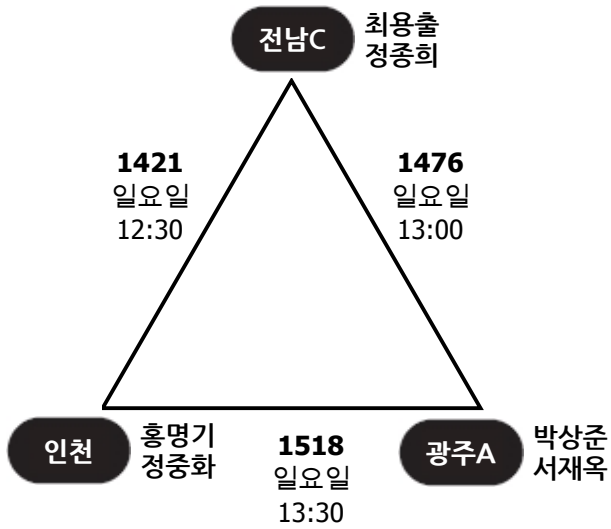 전남C
최용출
정종희
1421
일요일
12:30
1476
일요일
13:00
인천
홍명기
정중화
1518
일요일
13:30
광주A
박상준
서재옥